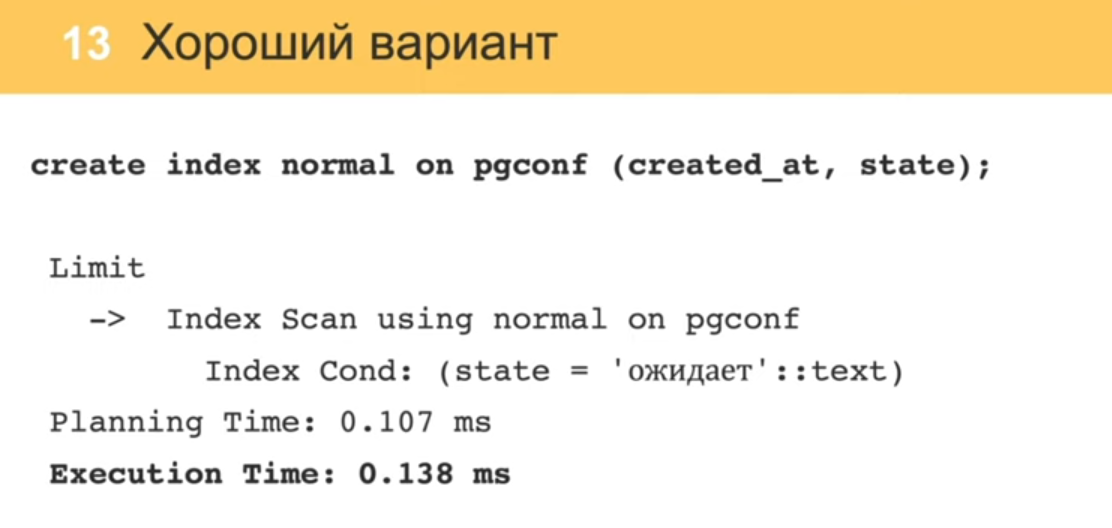 13 Хороший вариант
create index normal on pgconf (created_at, state);
Limit
-> Index Scan using normal on pgconf
Index Cond: (state = 'ожидает'::text)
Planning Time: 0.107 ms
Execution Time: 0.138 ms